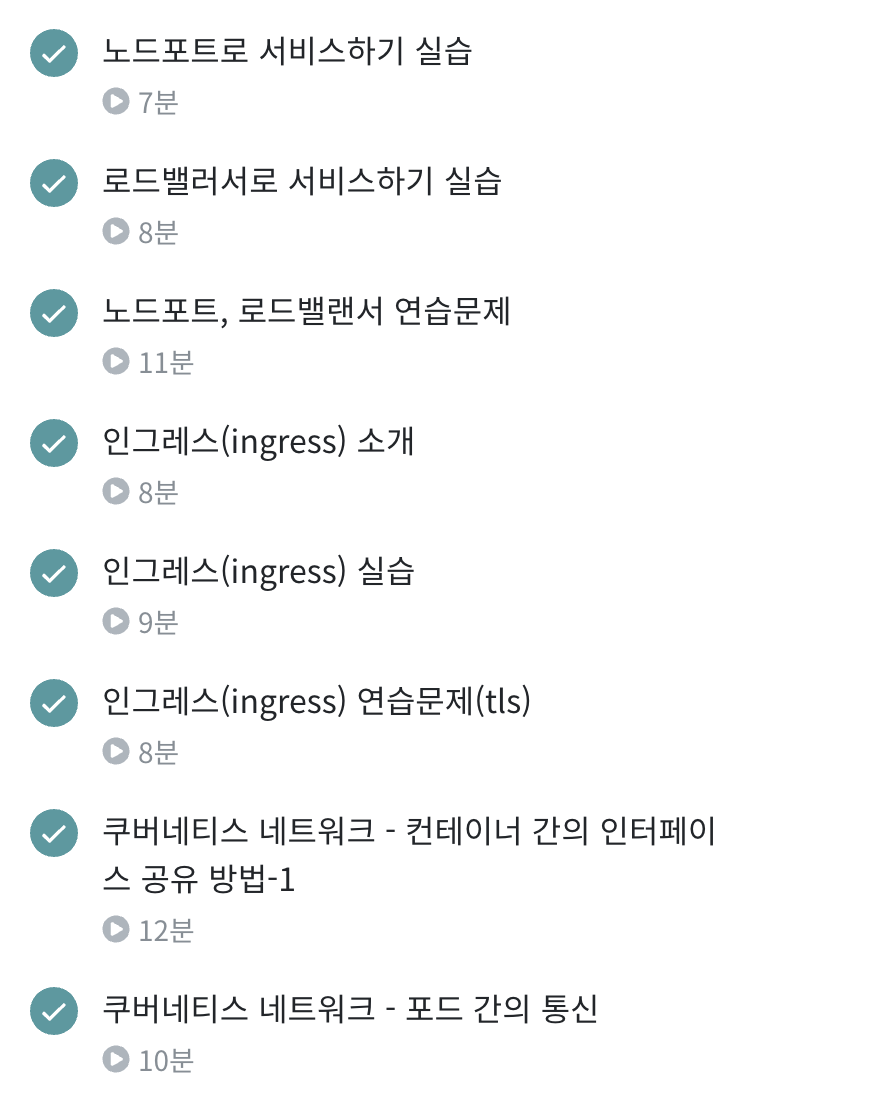 노드포트로 서비스하기 실습
7분
로드밸러서로 서비스하기 실습
8분
노드포트, 로드밸랜서 연습문제
11분
인그레스(ingress) 소개
8분
인그레스(ingress) 실습
9분
인그레스(ingress) 연습문제(tls)
8분
쿠버네티스 네트워크 - 컨테이너 간의 인터페이
스 공유 방법-1
12분
쿠버네티스 네트워크 - 포드 간의 통신
10분